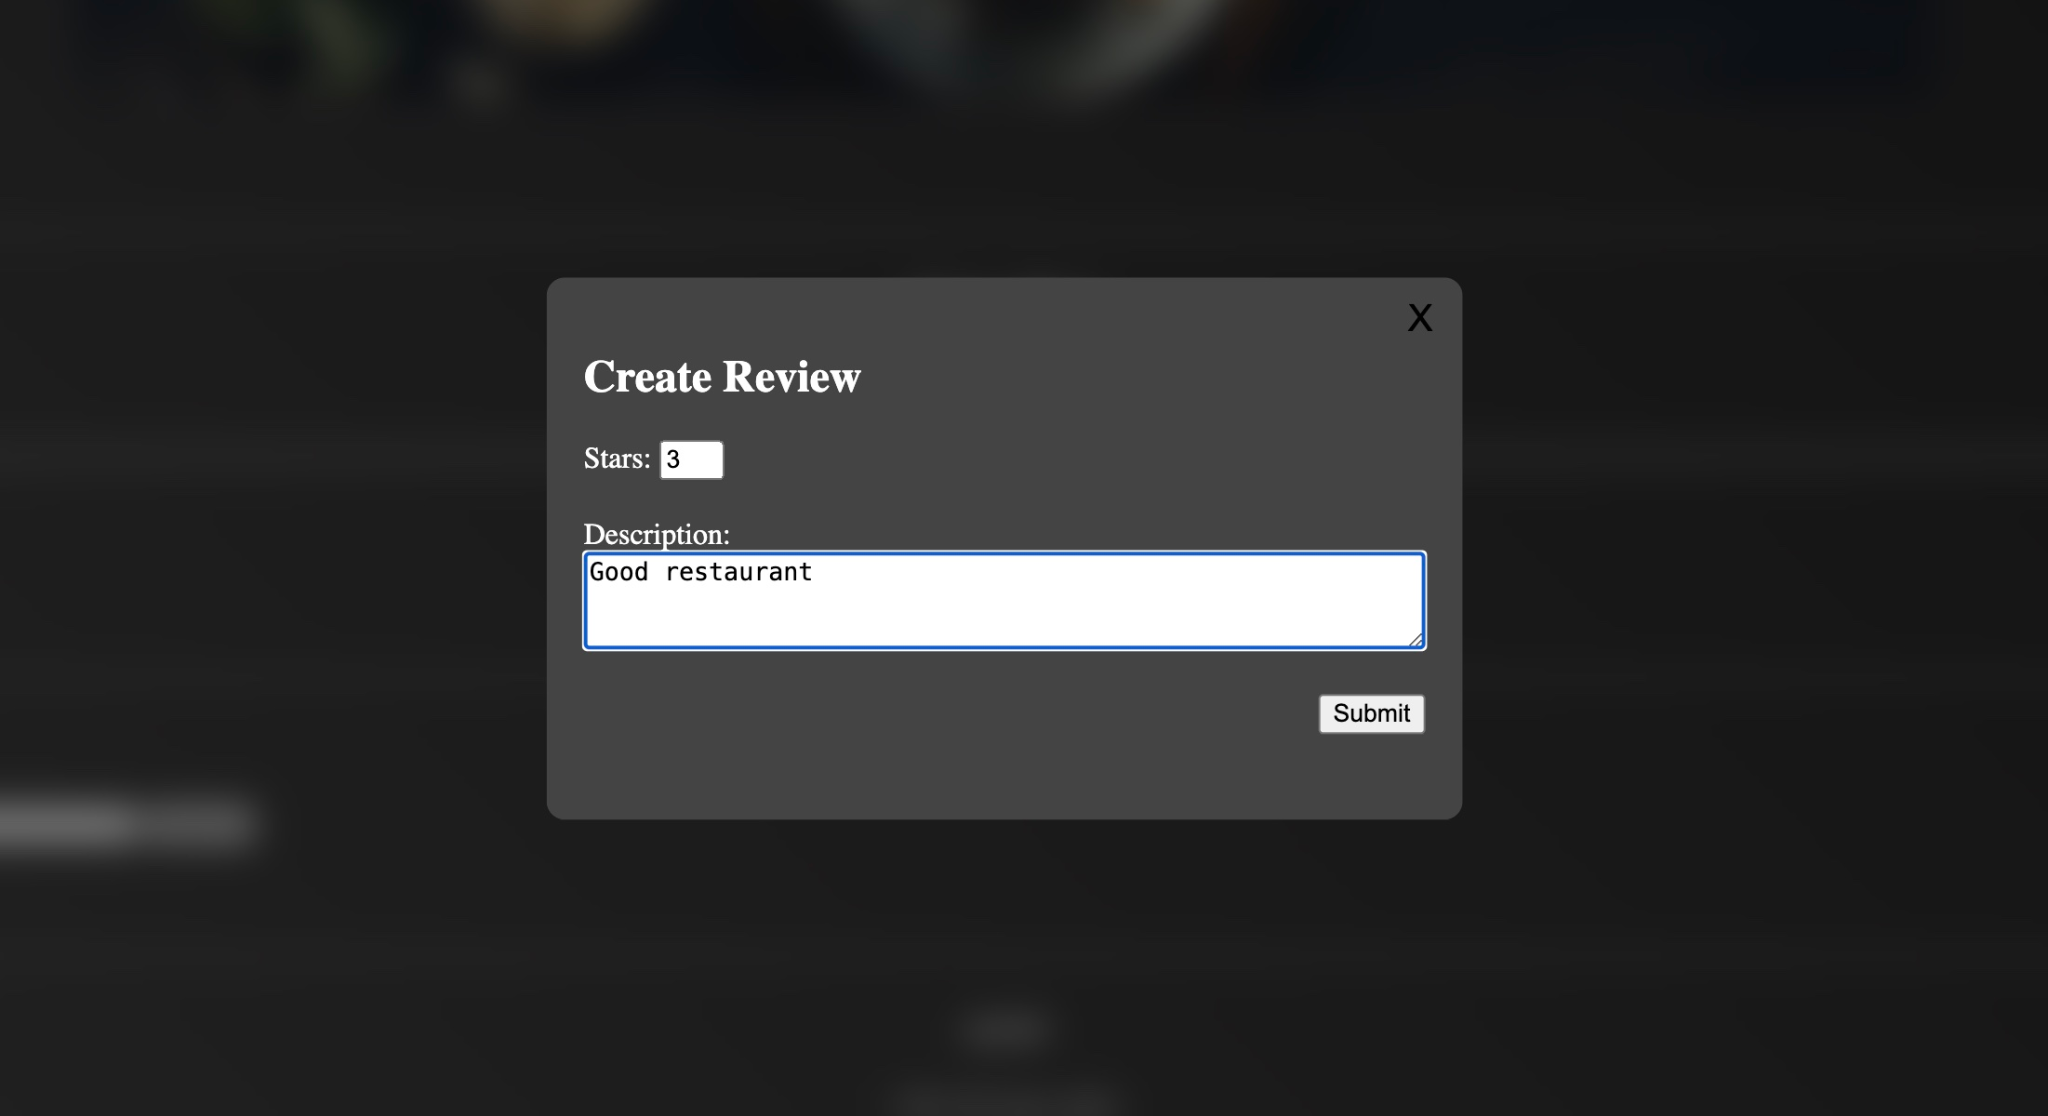 X
Create Review
Stars: 3
Description:
Good restaurant
Submit